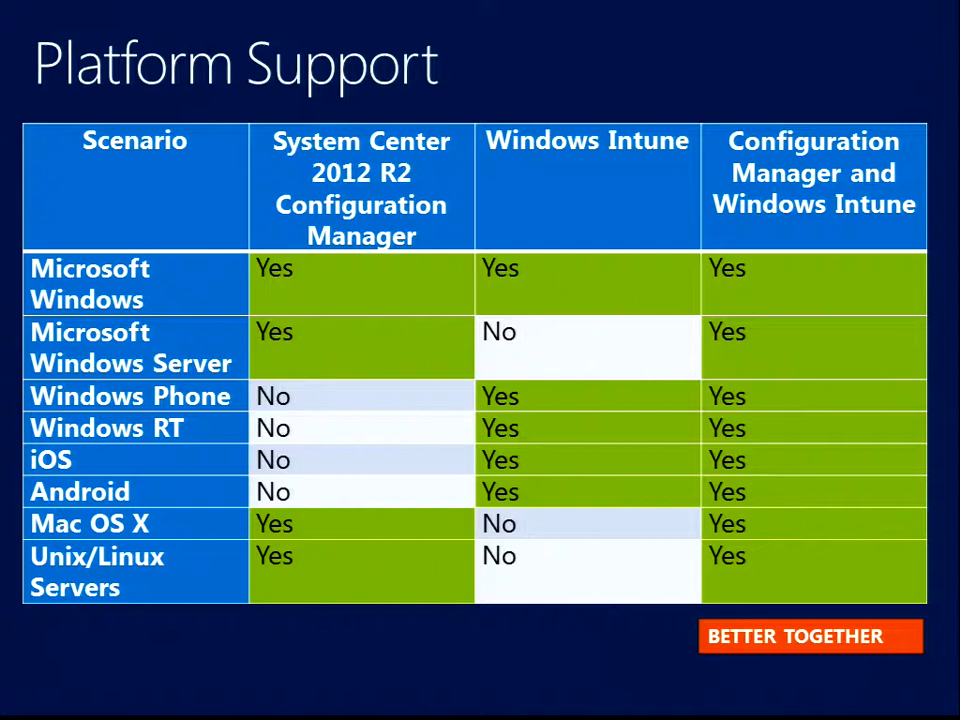 Platform Support
Scenario
System Center
2012 R2
Configuration
Manager
Windows Intune
Configuration
Manager and
Windows Intune
Microsoft
Windows
Yes
Yes
Yes
Microsoft
Windows Server
Yes
No
Yes
Windows Phone
No
Yes
Yes
Windows RT
No
Yes
Yes
iOS
No
Yes
Yes
Android
No
Yes
Yes
Mac OS X
Yes
No
Yes
Unix/Linux
Servers
Yes
No
Yes
BETTER TOGETHER